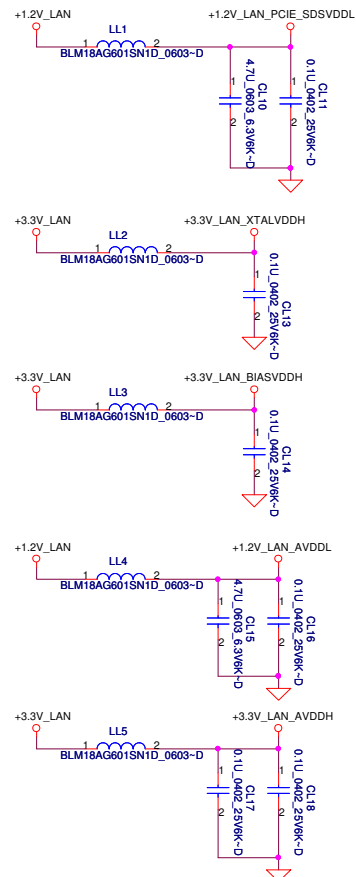 +1.2V_LAN
+1.2V_LAN_PCIE_SDSVDDL
LL1
1 2
BLM18AG601SN1D_0603~D
1
2
CL10
4.7U_0603_6.3V6K~D
1
2
CL11
0.1U_0402_25V6K~D
+3.3V_LAN
+3.3V_LAN_XTALVDDH
LL2
1 2
BLM18AG601SN1D_0603~D
1
2
CL13
0.1U_0402_25V6K~D
+3.3V_LAN
+3.3V_LAN_BIASVDDH
LL3
1 2
BLM18AG601SN1D_0603~D
1
2
CL14
0.1U_0402_25V6K~D
+1.2V_LAN
+1.2V_LAN_AVDDL
LL4
1 2
BLM18AG601SN1D_0603~D
1
2
CL15
4.7U_0603_6.3V6K~D
1
2
CL16
0.1U_0402_25V6K~D
+3.3V_LAN
+3.3V_LAN_AVDDH
LL5
1 2
BLM18AG601SN1D_0603~D
1
2
CL17
0.1U_0402_25V6K~D
1
2
CL18
0.1U_0402_25V6K~D